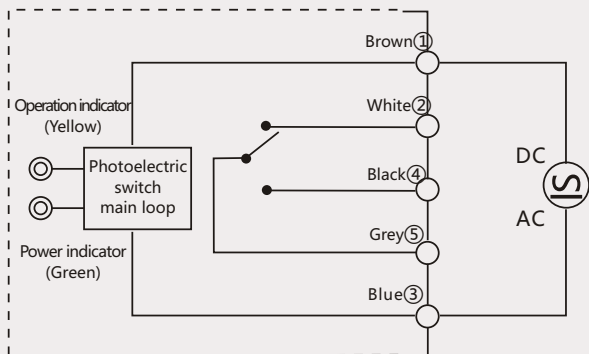 Brown①
Operation indicator
(Yellow)
White②
Photoelectric
switch
main loop
Black④
DC
AC
Grey⑤
Power indicator
(Green)
Blue③